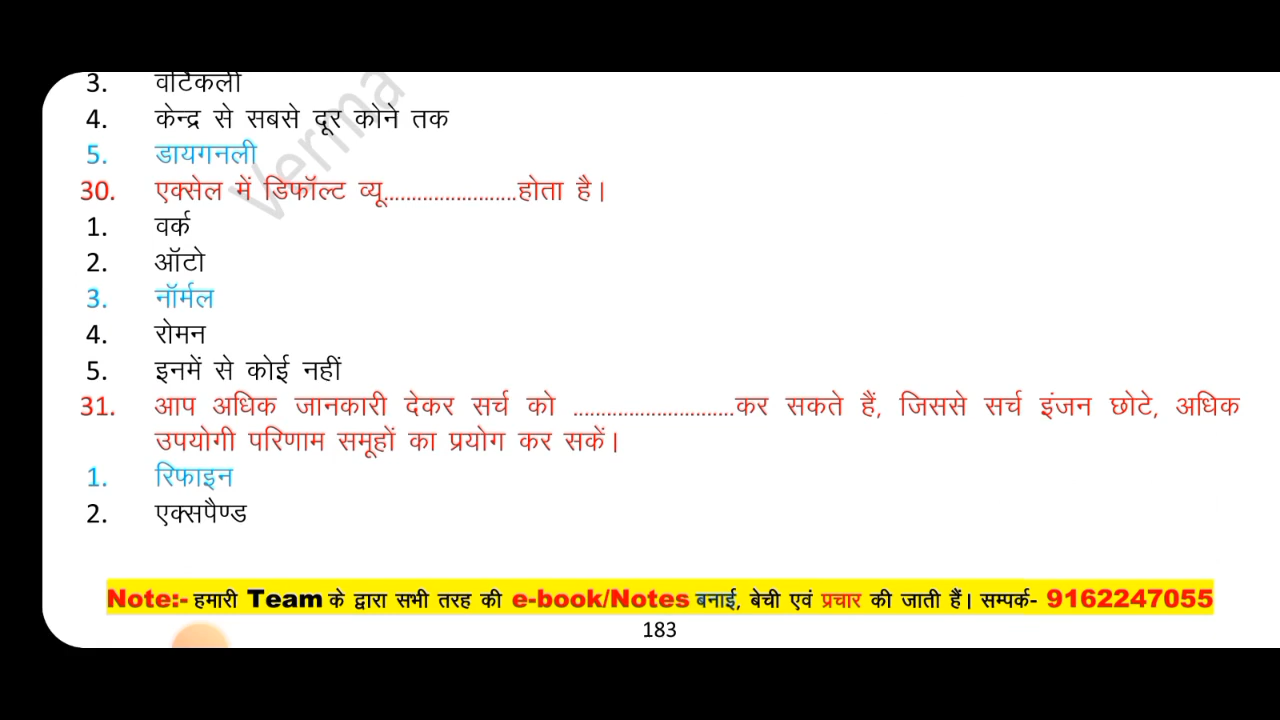 3. वर्टिकली
4. केन्द्र से सबसे दूर कोने तक
5. डायगनली
30. एक्सेल में डिफॉल्ट व्यू........................होता है।
1. वर्क
2. ऑटो
3. नॉर्मल
4. रोमन
5. इनमें से कोई नहीं
31. आप अधिक जानकारी देकर सर्च को .............................कर सकते हैं, जिससे सर्च इंजन छोटे, अधिक
उपयोगी परिणाम समूहों का प्रयोग कर सकें।
1. रिफाइन
2. एक्सपैण्ड
Verma
Note:- हमारी Team के द्वारा सभी तरह की e-book/Notes बनाई, बेची एवं प्रचार की जाती हैं। सम्पर्क- 9162247055
183